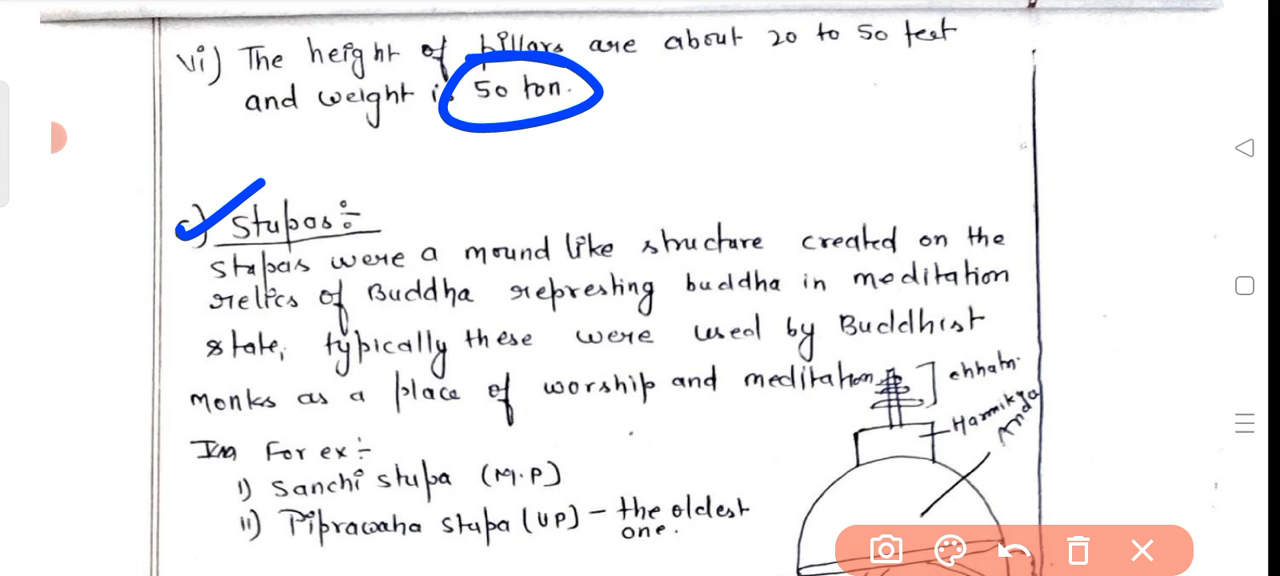 vi) The height of pillars are about 20 to 50 feet
and weight is 50 ton.
c) Stupas:-
stupas were a mound like structure created on the
relics of Buddha represting buddha in meditation
state, typically these were used by Buddhist
Monks as a place of worship and meditation
chhatri
Harmika
Anda
For ex:-
i) Sanchi stupa (M.P)
ii) Piprawaha stupa (UP) - the oldest
one.